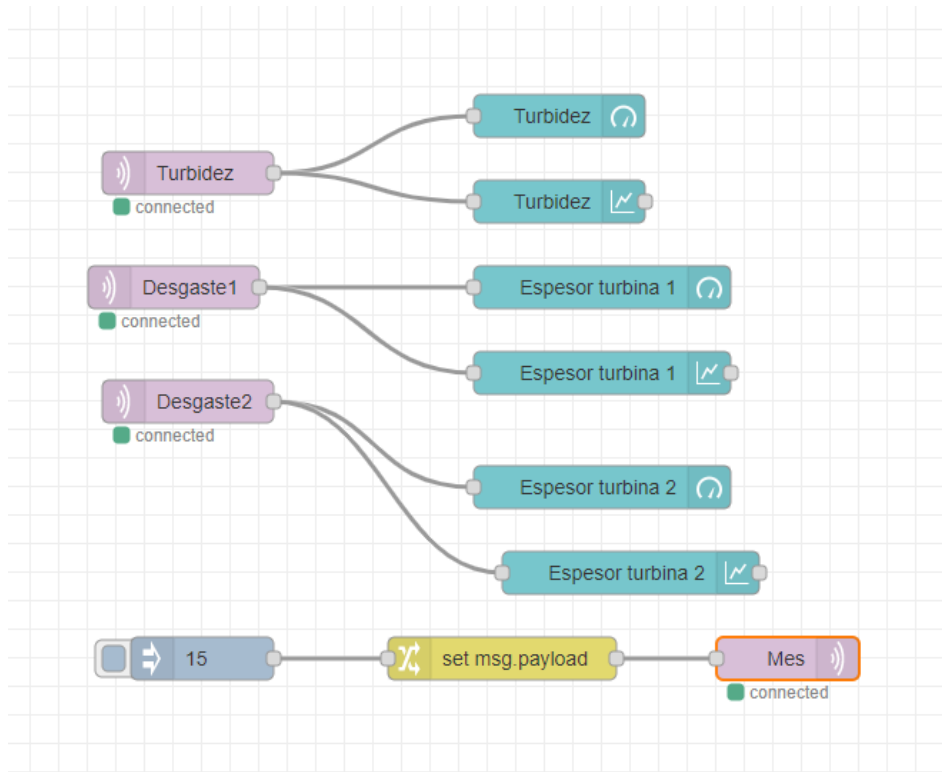 Turbidez
Turbidez
connected
Turbidez
Desgaste1
Espesor turbina 1
connected
Espesor turbina 1
Desgaste2
connected
Espesor turbina 2
Espesor turbina 2
15
set msg.payload
Mes
connected